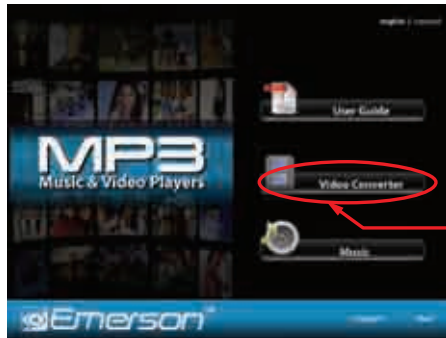 User Guide
MP3
Music & Video Players
Video Converter
Music
Emerson